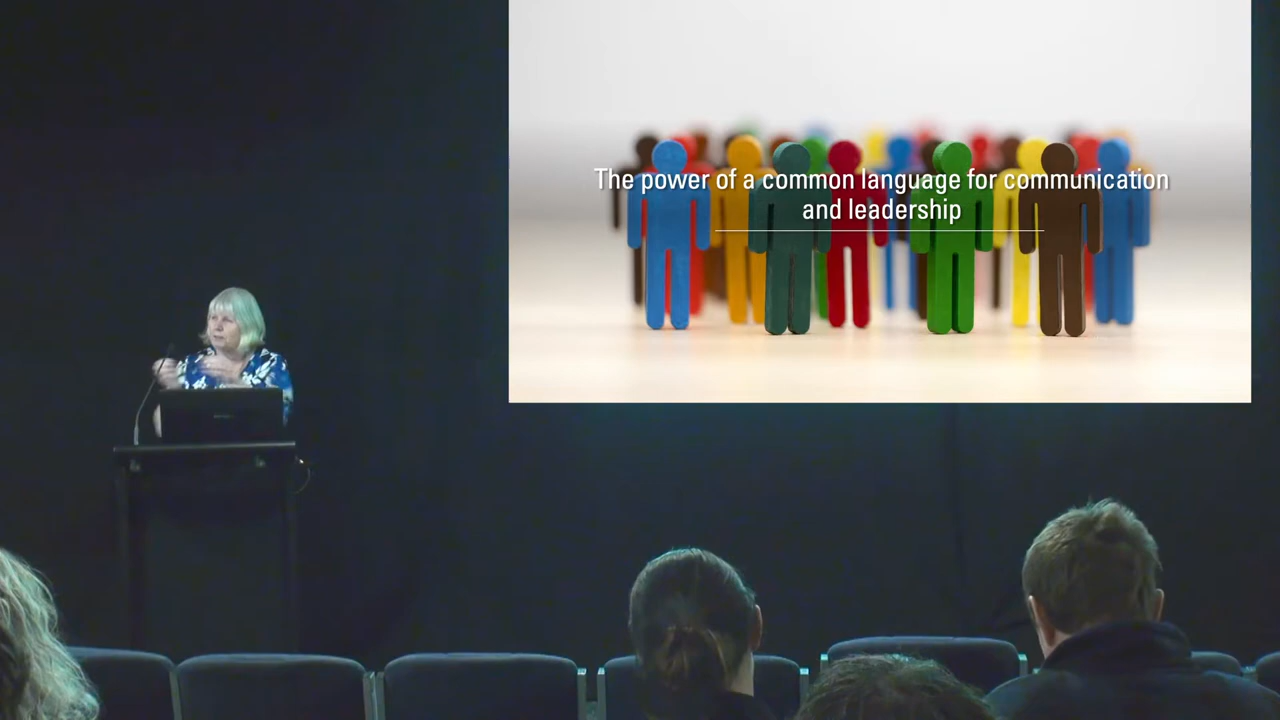 The power of a common language for communication
and leadership